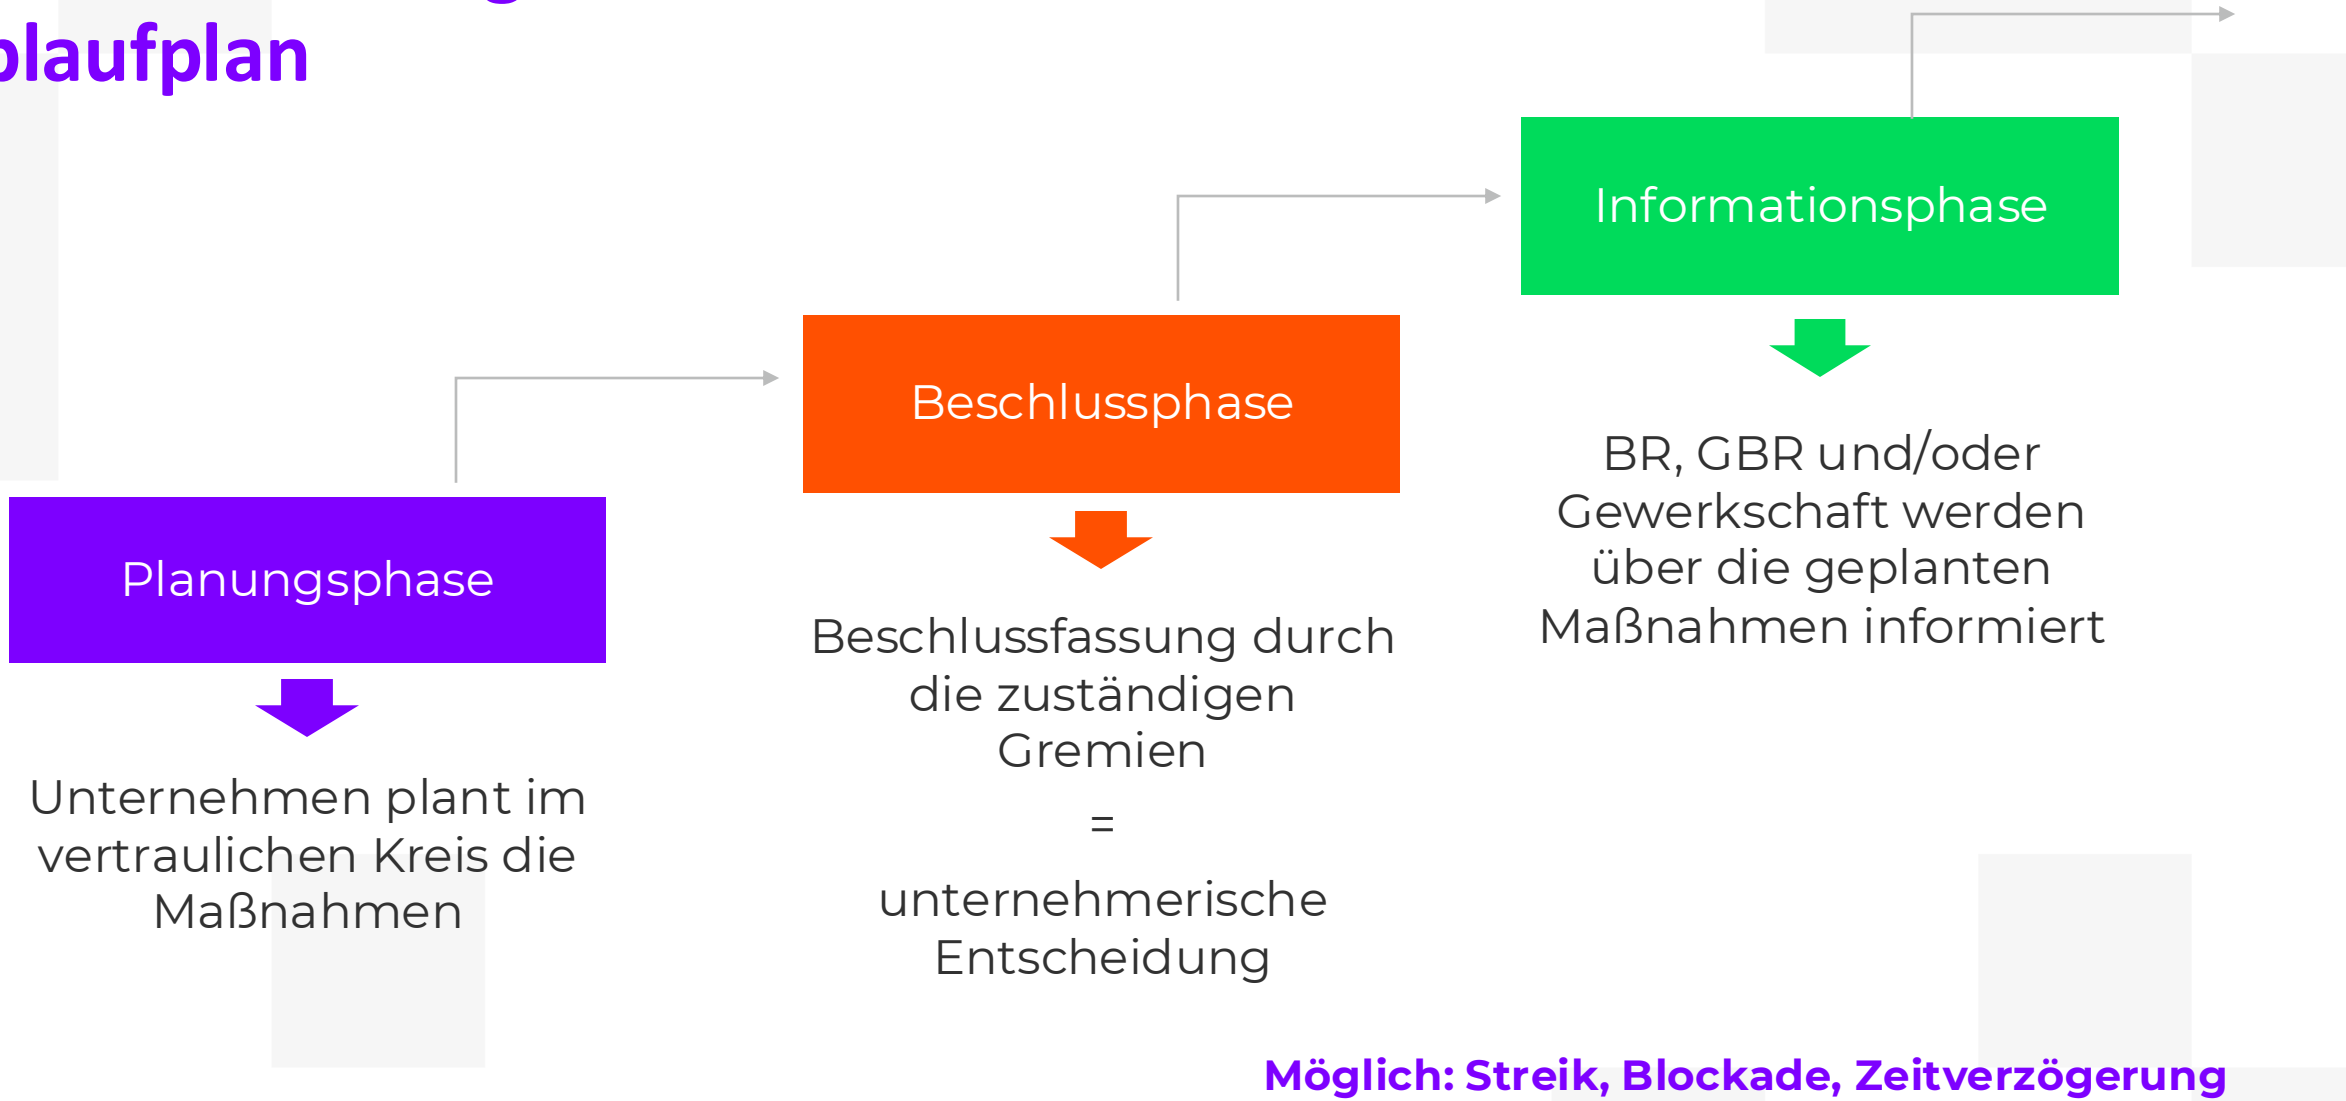 blaufplan
Planungsphase
Unternehmen plant im
vertraulichen Kreis die
Maßnahmen
Beschlussphase
Beschlussfassung durch
die zuständigen
Gremien
=
unternehmerische
Entscheidung
Informationsphase
BR, GBR und/oder
Gewerkschaft werden
über die geplanten
Maßnahmen informiert
Möglich: Streik, Blockade, Zeitverzögerung